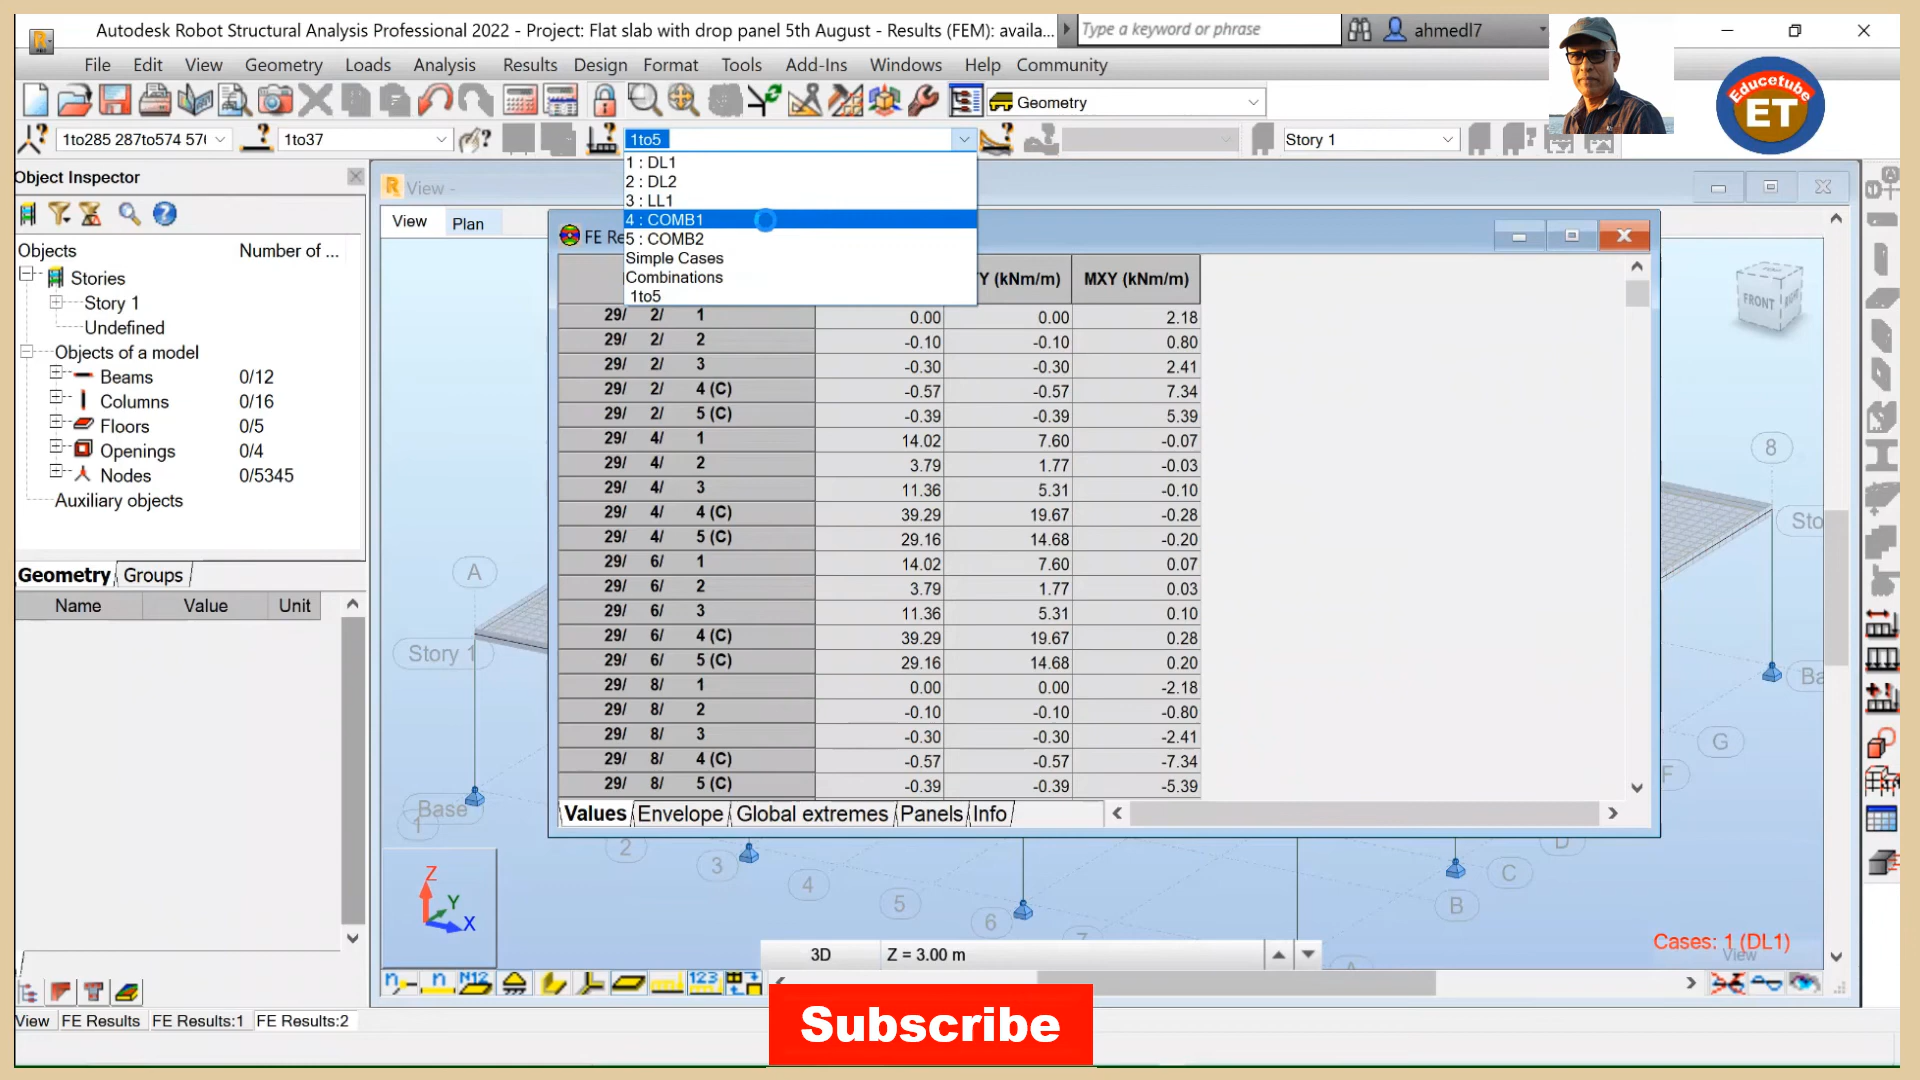 Autodesk Robot Structural Analysis Professional 2022 - Project: Flat slab with drop panel 5th August - Results (FEM): availa...
Type a keyword or phrase
ahmedl7
File Edit View Geometry Loads Analysis Results Design Format Tools Add-Ins Windows Help Community
Geometry
Educetube
ET
1to285 287to574 57(
1to37
1to5
Story 1
1 : DL1
2 : DL2
3 : LL1
4 : COMB1
5 : COMB2
Simple Cases
Combinations
1to5
Object Inspector
Objects Number of ...
Stories
Story 1
Undefined
Objects of a model
Beams 0/12
Columns 0/16
Floors 0/5
Openings 0/4
Nodes 0/5345
Auxiliary objects
Geometry Groups
Name Value Unit
View -
View Plan
FE Re
Y (kNm/m) MXY (kNm/m)
29/ 2/ 1 0.00 0.00 2.18
29/ 2/ 2 -0.10 -0.10 0.80
29/ 2/ 3 -0.30 -0.30 2.41
29/ 2/ 4 (C) -0.57 -0.57 7.34
29/ 2/ 5 (C) -0.39 -0.39 5.39
29/ 4/ 1 14.02 7.60 -0.07
29/ 4/ 2 3.79 1.77 -0.03
29/ 4/ 3 11.36 5.31 -0.10
29/ 4/ 4 (C) 39.29 19.67 -0.28
29/ 4/ 5 (C) 29.16 14.68 -0.20
29/ 6/ 1 14.02 7.60 0.07
29/ 6/ 2 3.79 1.77 0.03
29/ 6/ 3 11.36 5.31 0.10
29/ 6/ 4 (C) 39.29 19.67 0.28
29/ 6/ 5 (C) 29.16 14.68 0.20
29/ 8/ 1 0.00 0.00 -2.18
29/ 8/ 2 -0.10 -0.10 -0.80
29/ 8/ 3 -0.30 -0.30 -2.41
29/ 8/ 4 (C) -0.57 -0.57 -7.34
29/ 8/ 5 (C) -0.39 -0.39 -5.39
Values Envelope Global extremes Panels Info
FRONT
8
Sto
Ba
G
F
D
C
B
A
Story 1
Base
1
2
3
4
5
6
7
Z
Y
X
3D Z = 3.00 m
Cases: 1 (DL1)
View
n n N12 123
View FE Results FE Results:1 FE Results:2
Subscribe